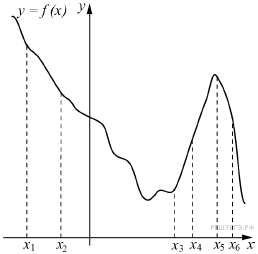 y = f(x)
y
x₁ x₂ x₃ x₄ x₅ x₆ x